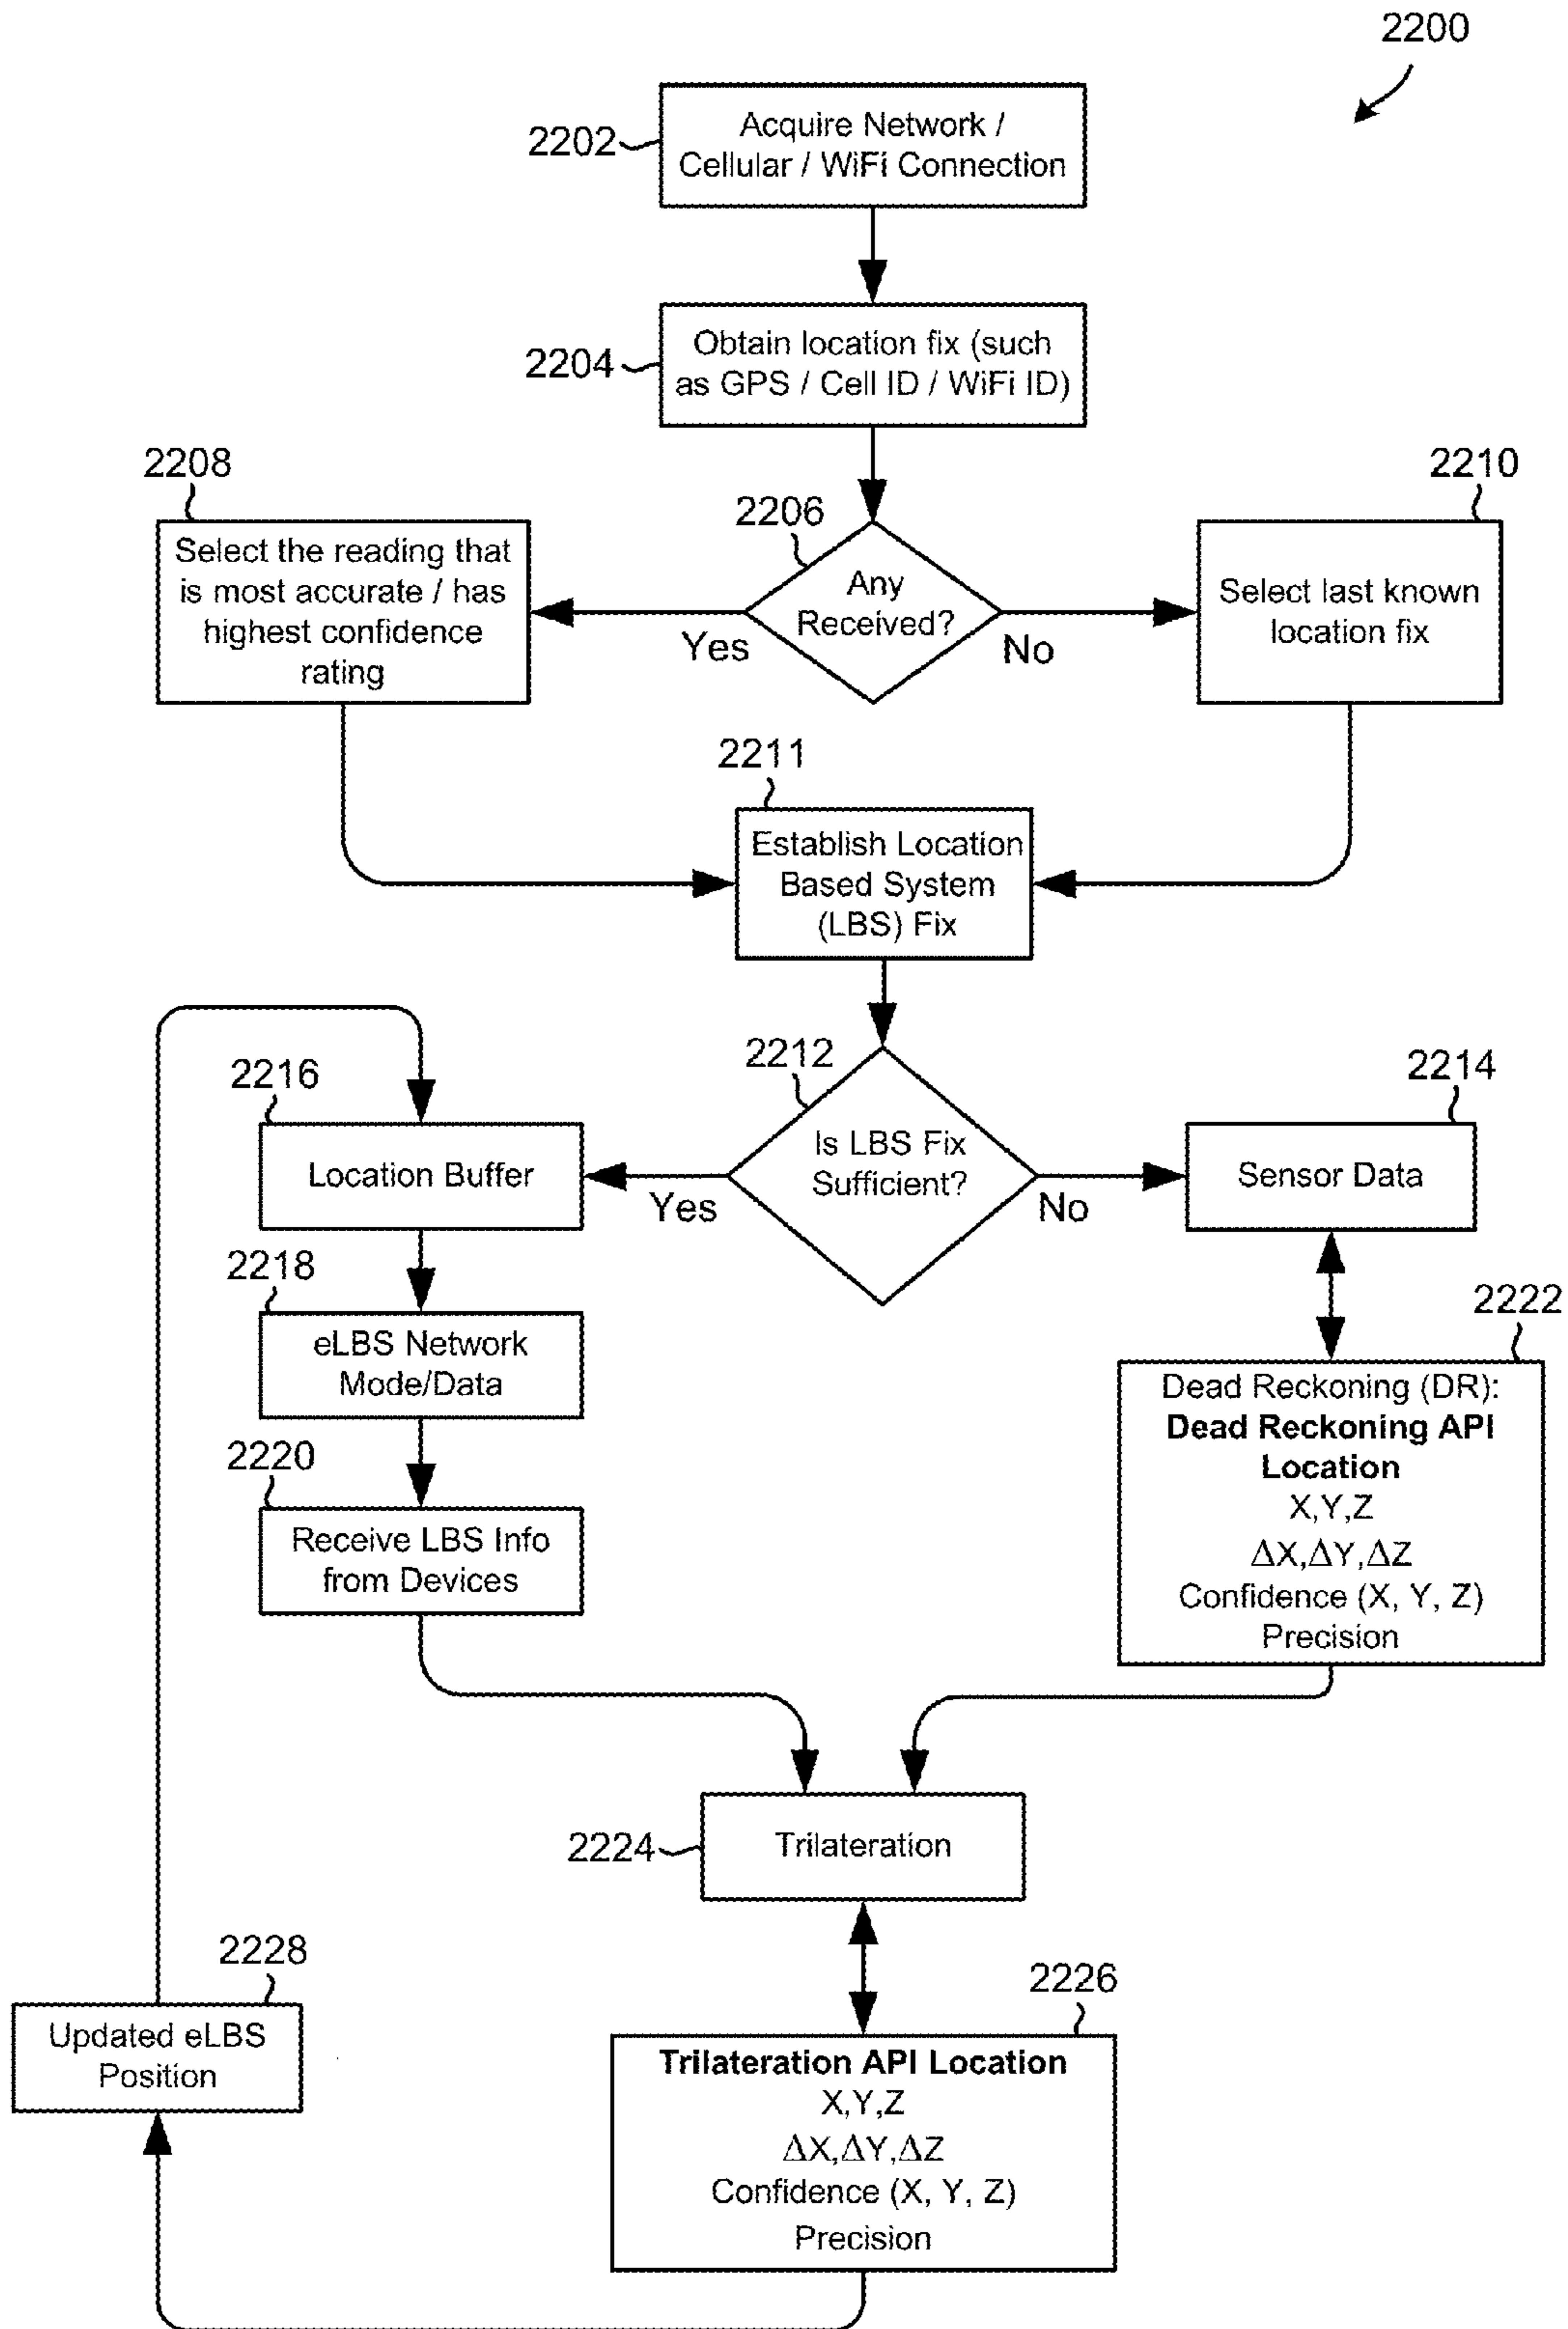 2200
2202
Acquire Network /
Cellular / WiFi Connection
2204
Obtain location fix (such
as GPS / Cell ID / WiFi ID)
2208
Select the reading that
is most accurate / has
highest confidence
rating
2206
Any
Received?
Yes
No
2210
Select last known
location fix
2211
Establish Location
Based System
(LBS) Fix
2212
Is LBS Fix
Sufficient?
Yes
No
2216
Location Buffer
2214
Sensor Data
2218
eLBS Network
Mode/Data
2222
Dead Reckoning (DR):
Dead Reckoning API
Location
X,Y,Z
ΔX,ΔY,ΔZ
Confidence (X, Y, Z)
Precision
2220
Receive LBS Info
from Devices
2224
Trilateration
2228
Updated eLBS
Position
2226
Trilateration API Location
X,Y,Z
ΔX,ΔY,ΔZ
Confidence (X, Y, Z)
Precision